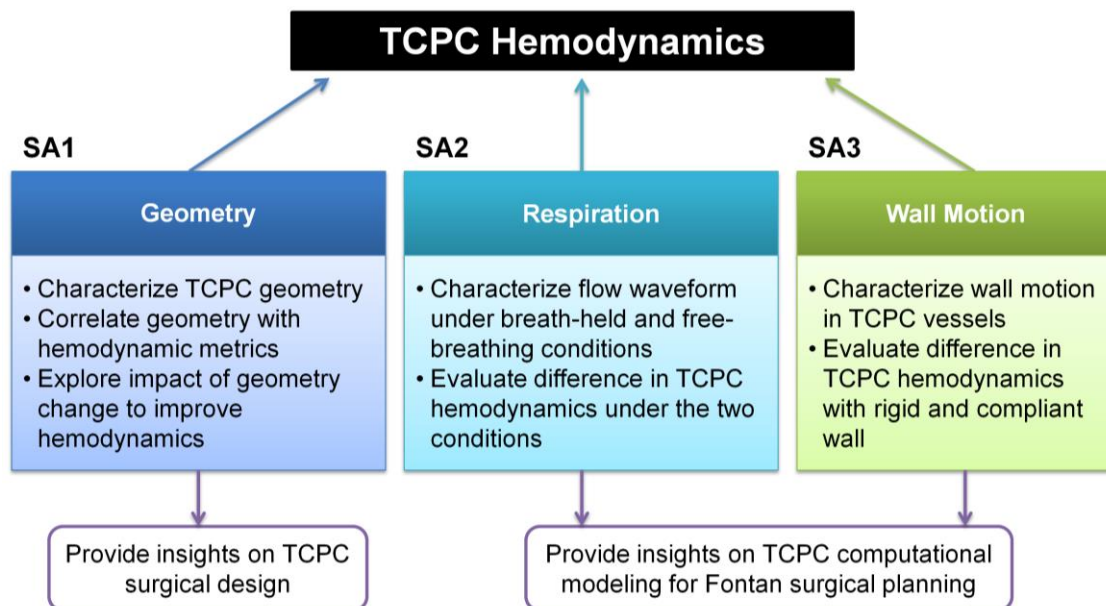 TCPC Hemodynamics
SA1
Geometry
• Characterize TCPC geometry
• Correlate geometry with
hemodynamic metrics
• Explore impact of geometry
change to improve
hemodynamics
SA2
Respiration
• Characterize flow waveform
under breath-held and free-
breathing conditions
• Evaluate difference in TCPC
hemodynamics under the two
conditions
SA3
Wall Motion
• Characterize wall motion
in TCPC vessels
• Evaluate difference in
TCPC hemodynamics
with rigid and compliant
wall
Provide insights on TCPC
surgical design
Provide insights on TCPC computational
modeling for Fontan surgical planning